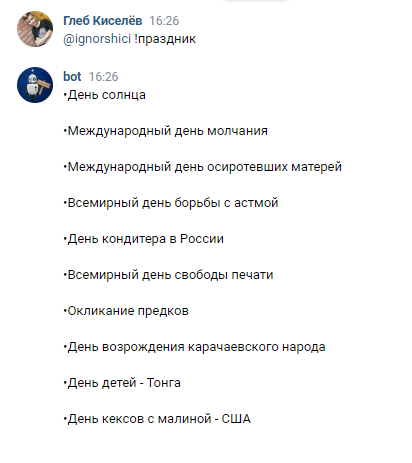 Глеб Киселёв 16:26
@ignorshici !праздник
bot 16:26
•День солнца
•Международный день молчания
•Международный день осиротевших матерей
•Всемирный день борьбы с астмой
•День кондитера в России
•Всемирный день свободы печати
•Окликание предков
•День возрождения карачаевского народа
•День детей - Тонга
•День кексов с малиной - США